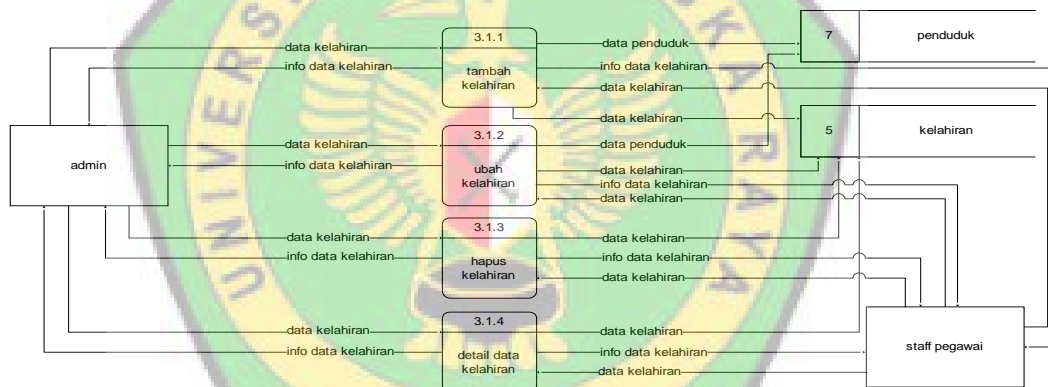 3.1.1
tambah
kelahiran
data kelahiran
info data kelahiran
data penduduk
info data kelahiran
data kelahiran
data kelahiran
7
penduduk
3.1.2
ubah
kelahiran
admin
data kelahiran
info data kelahiran
data penduduk
data kelahiran
info data kelahiran
data kelahiran
5
kelahiran
3.1.3
hapus
kelahiran
data kelahiran
info data kelahiran
data kelahiran
info data kelahiran
data kelahiran
3.1.4
detail data
kelahiran
data kelahiran
info data kelahiran
data kelahiran
info data kelahiran
data kelahiran
staff pegawai